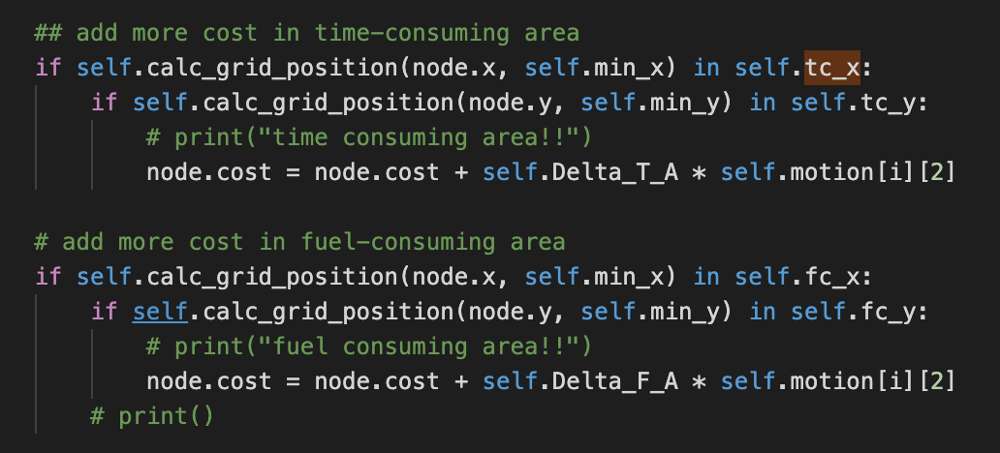 ## add more cost in time-consuming area
if self.calc_grid_position(node.x, self.min_x) in self.tc_x:
if self.calc_grid_position(node.y, self.min_y) in self.tc_y:
# print("time consuming area!!")
node.cost = node.cost + self.Delta_T_A * self.motion[i][2]
# add more cost in fuel-consuming area
if self.calc_grid_position(node.x, self.min_x) in self.fc_x:
if self.calc_grid_position(node.y, self.min_y) in self.fc_y:
# print("fuel consuming area!!")
node.cost = node.cost + self.Delta_F_A * self.motion[i][2]
# print()